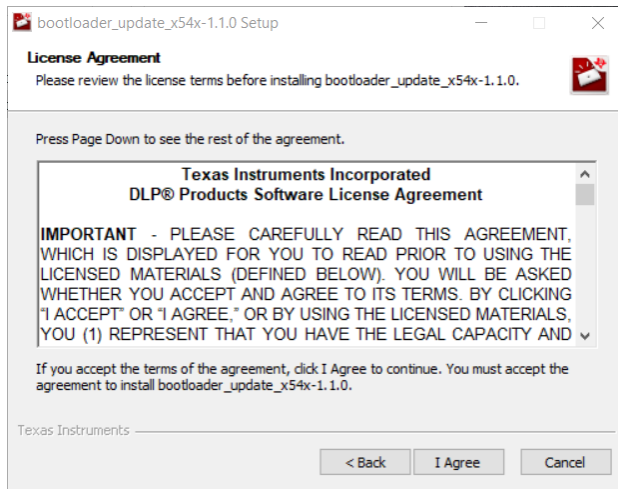 bootloader_update_x54x-1.1.0 Setup
License Agreement
Please review the license terms before installing bootloader_update_x54x-1.1.0.
Press Page Down to see the rest of the agreement.
Texas Instruments Incorporated
DLP® Products Software License Agreement
IMPORTANT - PLEASE CAREFULLY READ THIS AGREEMENT,
WHICH IS DISPLAYED FOR YOU TO READ PRIOR TO USING THE
LICENSED MATERIALS (DEFINED BELOW). YOU WILL BE ASKED
WHETHER YOU ACCEPT AND AGREE TO ITS TERMS. BY CLICKING
“I ACCEPT” OR “I AGREE,” OR BY USING THE LICENSED MATERIALS,
YOU (1) REPRESENT THAT YOU HAVE THE LEGAL CAPACITY AND
If you accept the terms of the agreement, click I Agree to continue. You must accept the
agreement to install bootloader_update_x54x-1.1.0.
Texas Instruments
< Back
I Agree
Cancel